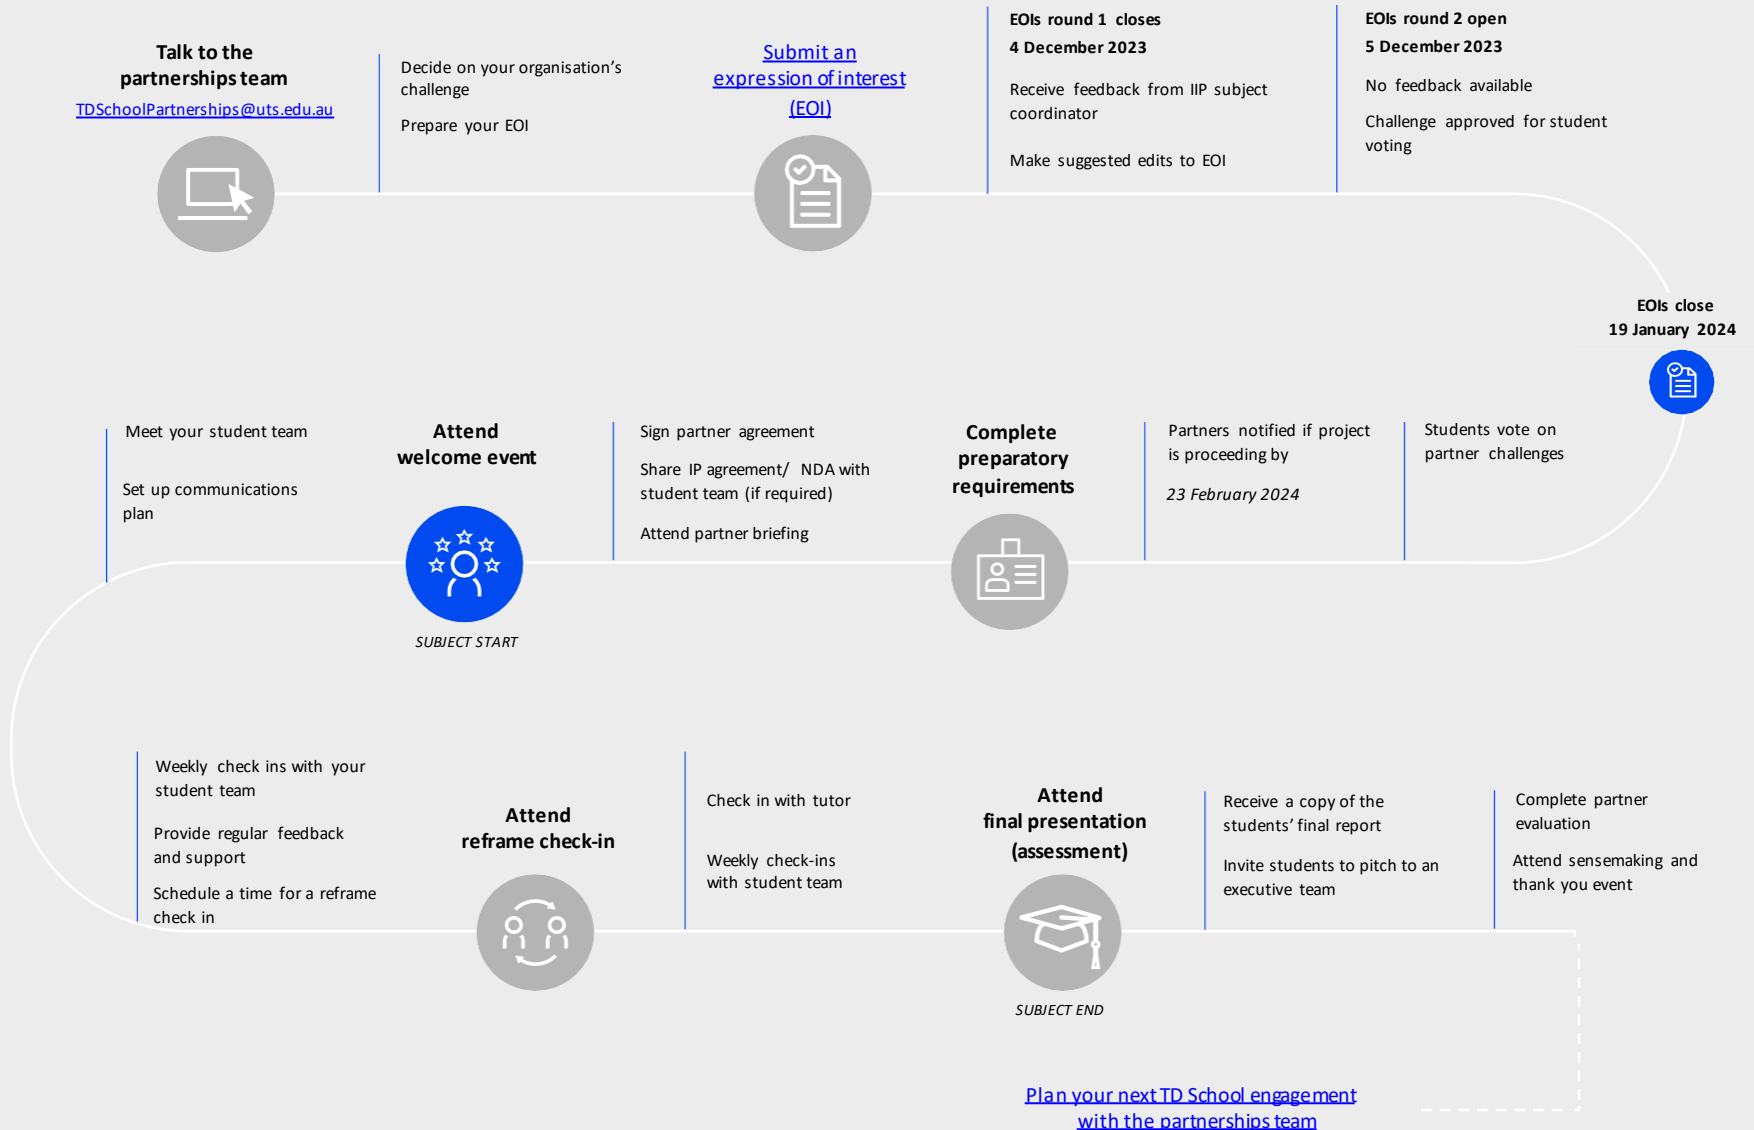 Talk to the
partnerships team
TDSchoolPartnerships@uts.edu.au
Decide on your organisation's
challenge
Prepare your EOI
Submit an
expression of interest
(EOI)
EOIs round 1 closes
4 December 2023
Receive feedback from IIP subject
coordinator
Make suggested edits to EOI
EOIs round 2 open
5 December 2023
No feedback available
Challenge approved for student
voting
EOIs close
19 January 2024
Students vote on
partner challenges
Partners notified if project
is proceeding by
23 February 2024
Complete
preparatory
requirements
Sign partner agreement
Share IP agreement/ NDA with
student team (if required)
Attend partner briefing
Attend
welcome event
SUBJECT START
Meet your student team
Set up communications
plan
Weekly check ins with your
student team
Provide regular feedback
and support
Schedule a time for a reframe
check in
Attend
reframe check-in
Check in with tutor
Weekly check-ins
with student team
Attend
final presentation
(assessment)
SUBJECT END
Receive a copy of the
students' final report
Invite students to pitch to an
executive team
Complete partner
evaluation
Attend sensemaking and
thank you event
Plan your next TD School engagement
with the partnerships team